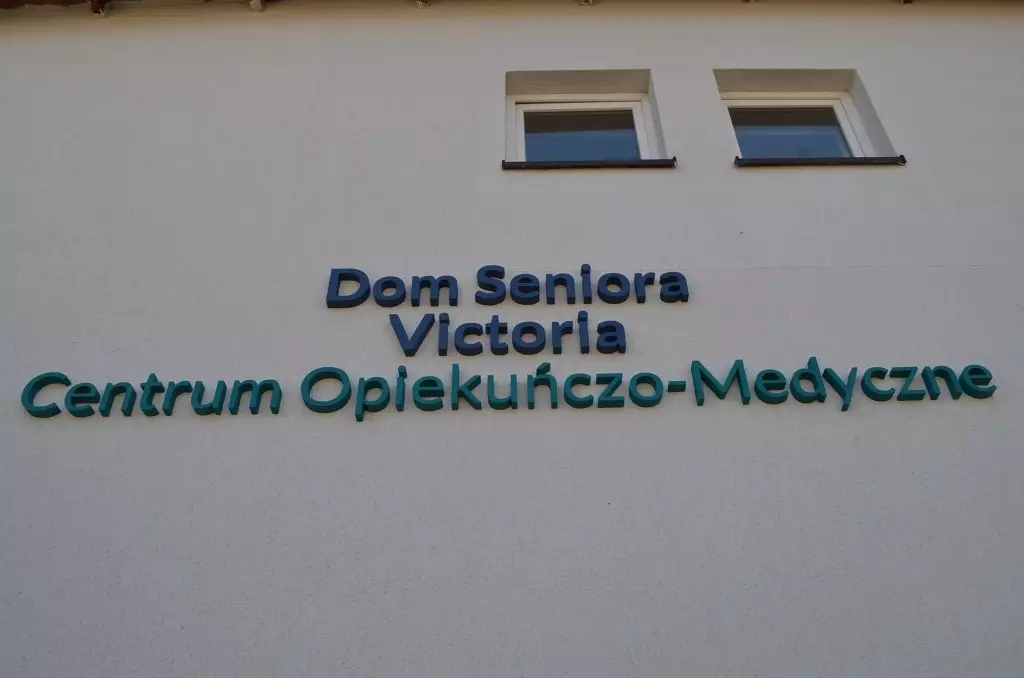 Dom Seniora
Victoria
Centrum Opiekuńczo-Medyczne